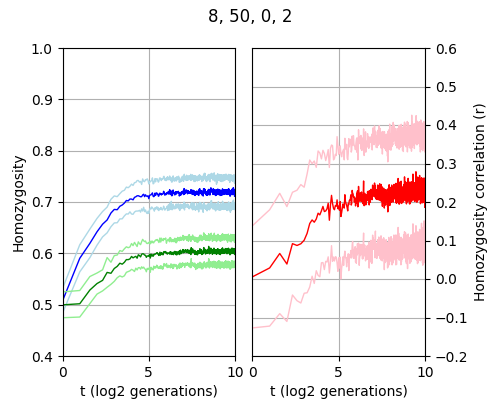 8, 50, 0, 2
1.0
0.9
0.8
0.7
0.6
0.5
0.4
Homozygosity
0 5 10
t (log2 generations)
0.6
0.5
0.4
0.3
0.2
0.1
0.0
−0.1
−0.2
Homozygosity correlation (r)
0 5 10
t (log2 generations)